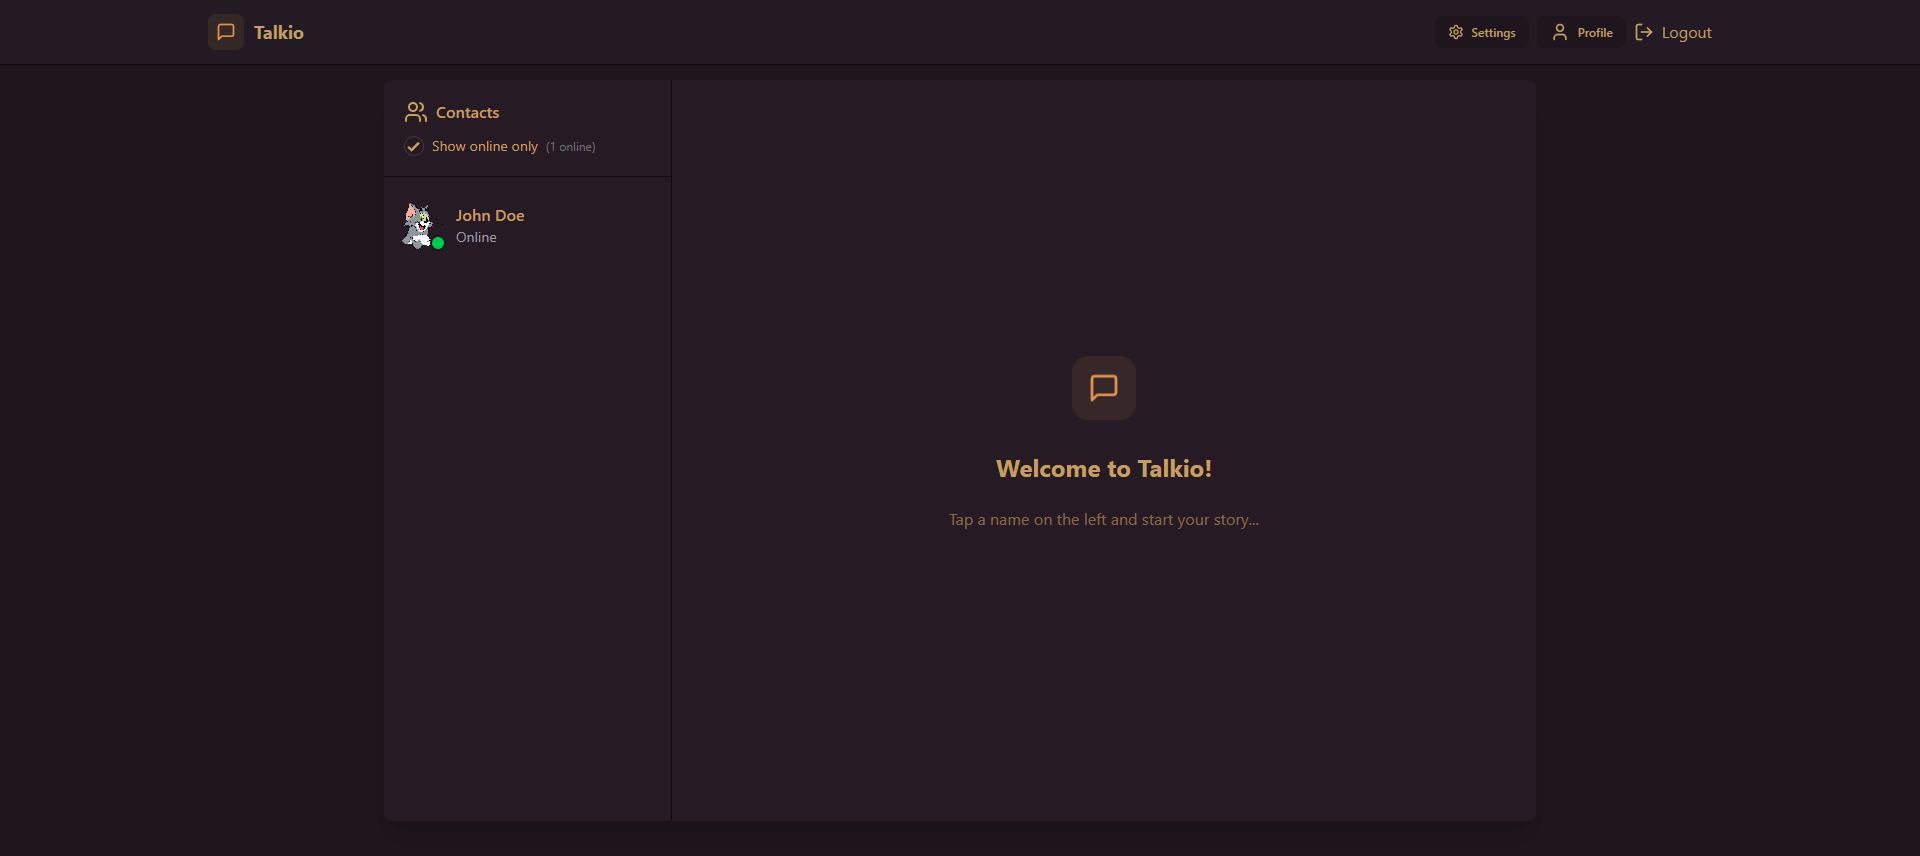 Talkio
Settings
Profile
Logout
Contacts
Show online only (1 online)
John Doe
Online
Welcome to Talkio!
Tap a name on the left and start your story...